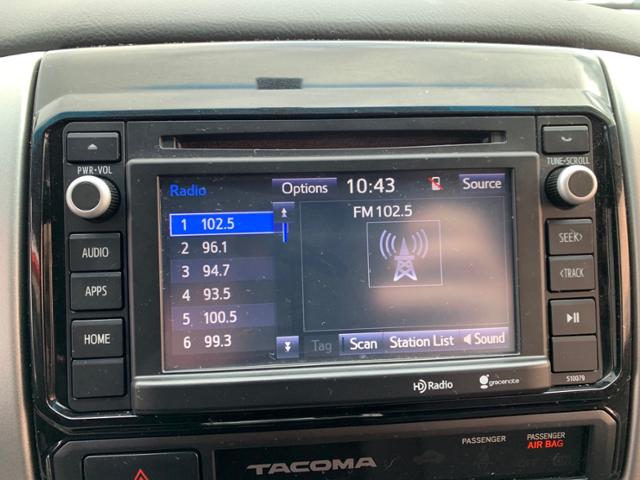 PWR•VOL
TUNE•SCROLL
Radio
Options
10:43
Source
FM 102.5
1 102.5
2 96.1
3 94.7
4 93.5
5 100.5
6 99.3
AUDIO
APPS
HOME
SEEK>
<TRACK
Tag
Scan
Station List
Sound
HD Radio
gracenote
510079
TACOMA
PASSENGER
PASSENGER
AIR BAG